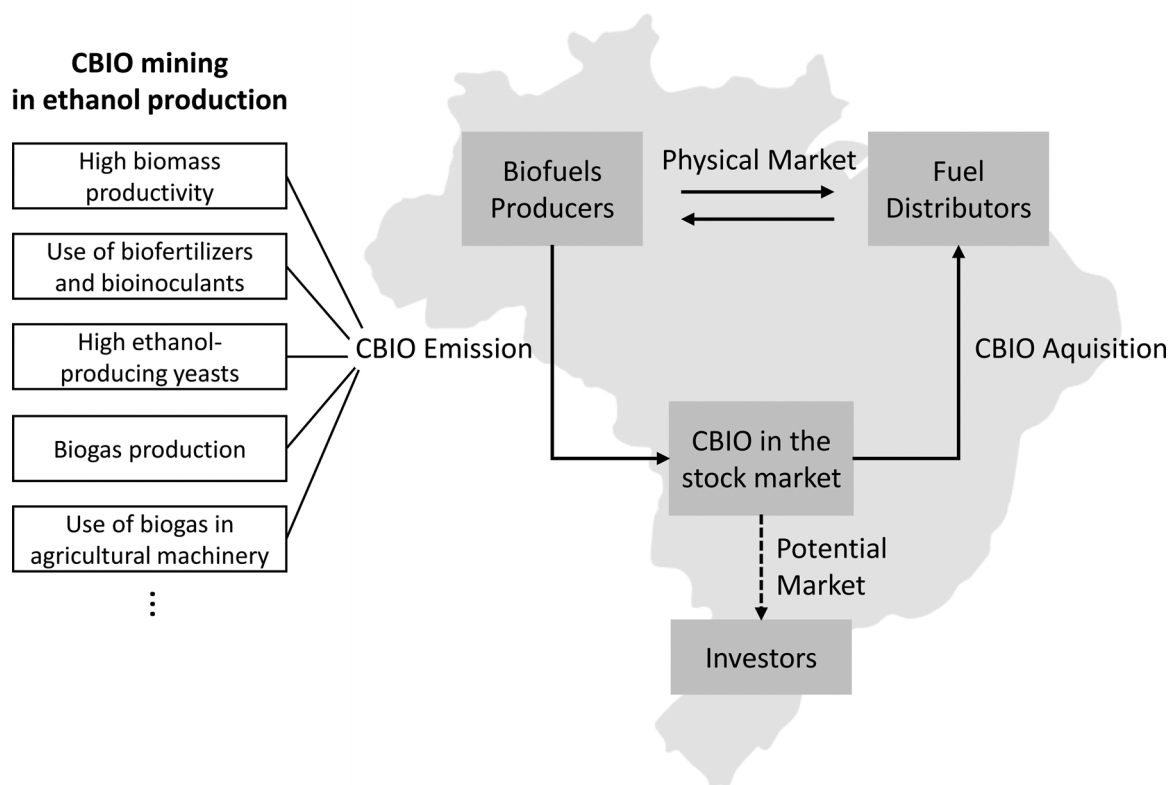 CBIO mining
in ethanol production
High biomass
productivity
Use of biofertilizers
and bioinoculants
High ethanol-
producing yeasts
Biogas production
Use of biogas in
agricultural machinery
⋮
CBIO Emission
Biofuels
Producers
Physical Market
Fuel
Distributors
CBIO Aquisition
CBIO in the
stock market
Potential
Market
Investors